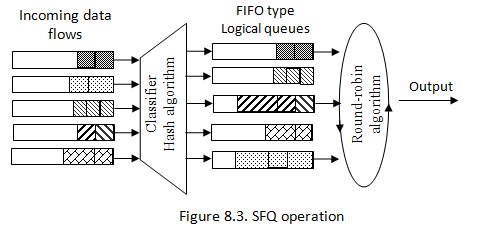 Incoming data
flows
FIFO type
Logical queues
Classifier
Hash algorithm
Round-robin
algorithm
Output
Figure 8.3. SFQ operation